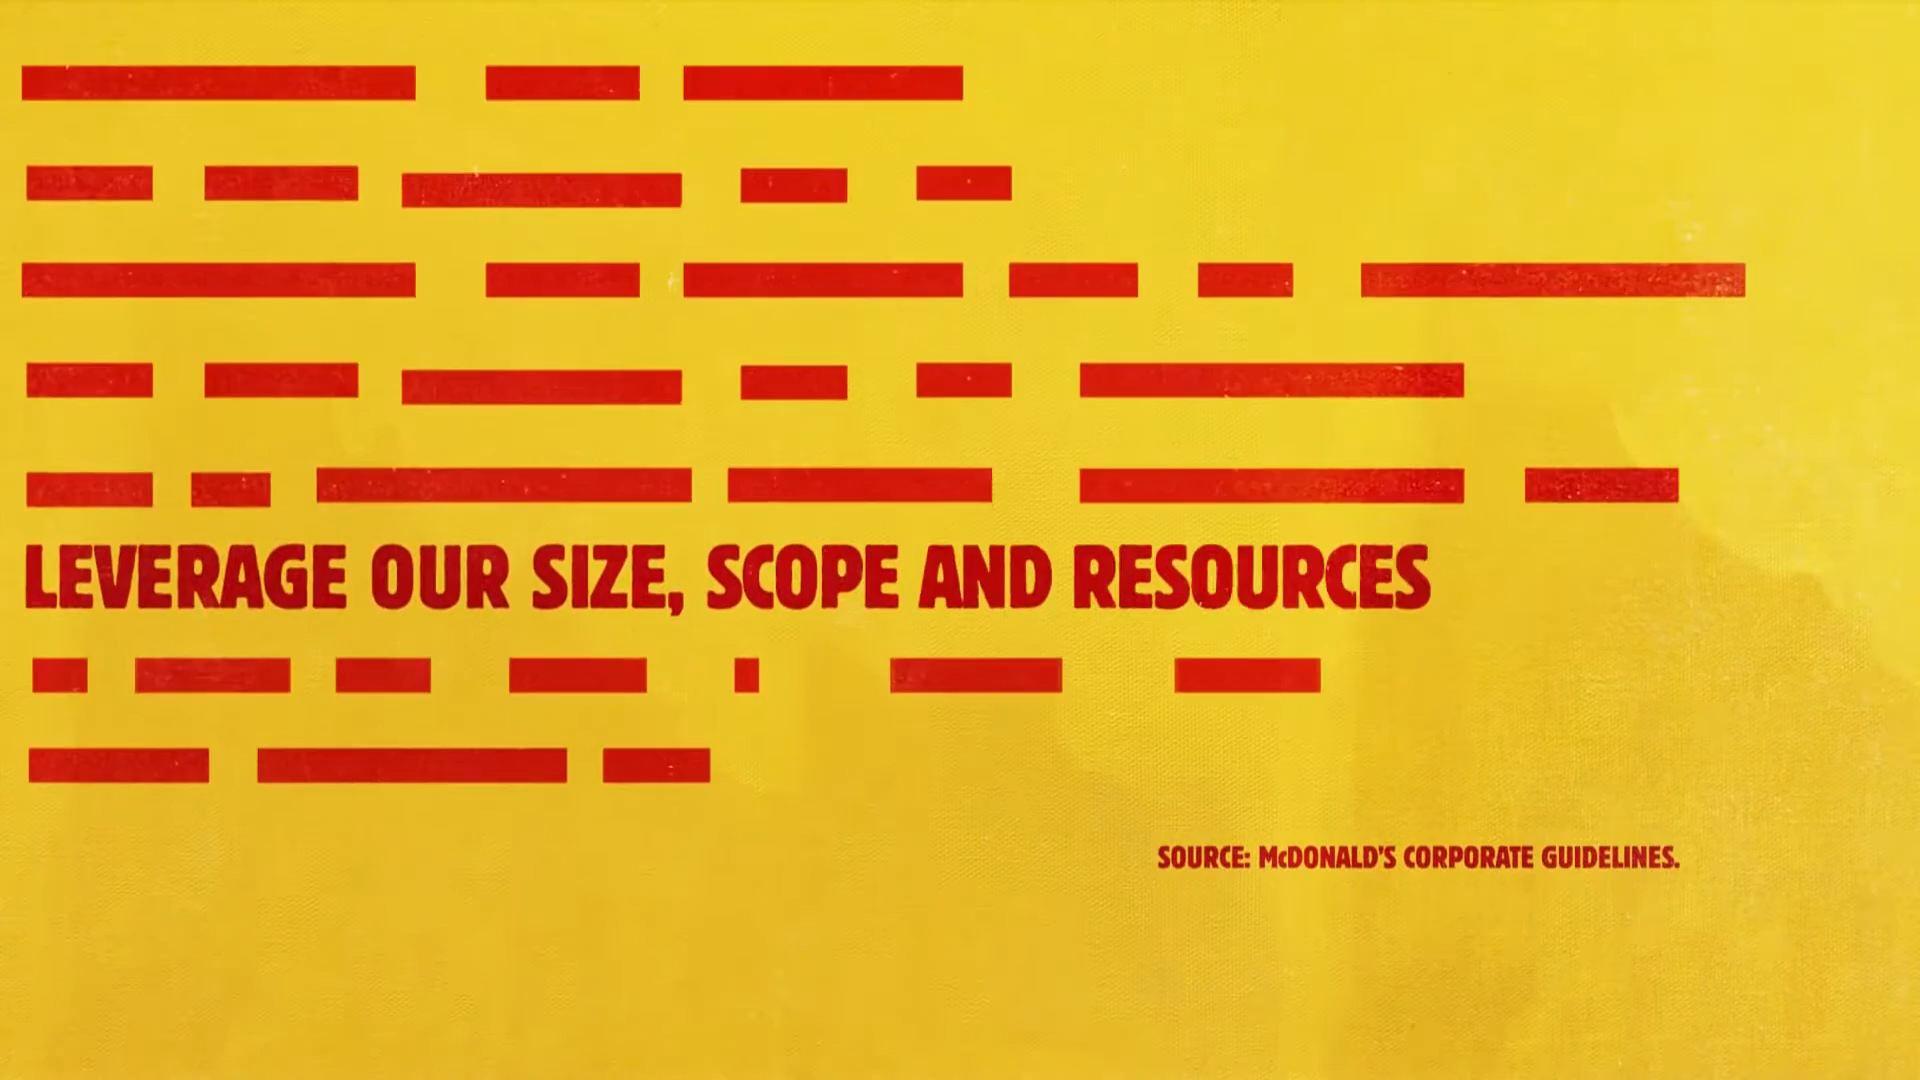 LEVERAGE OUR SIZE, SCOPE AND RESOURCES
SOURCE: McDONALD'S CORPORATE GUIDELINES.